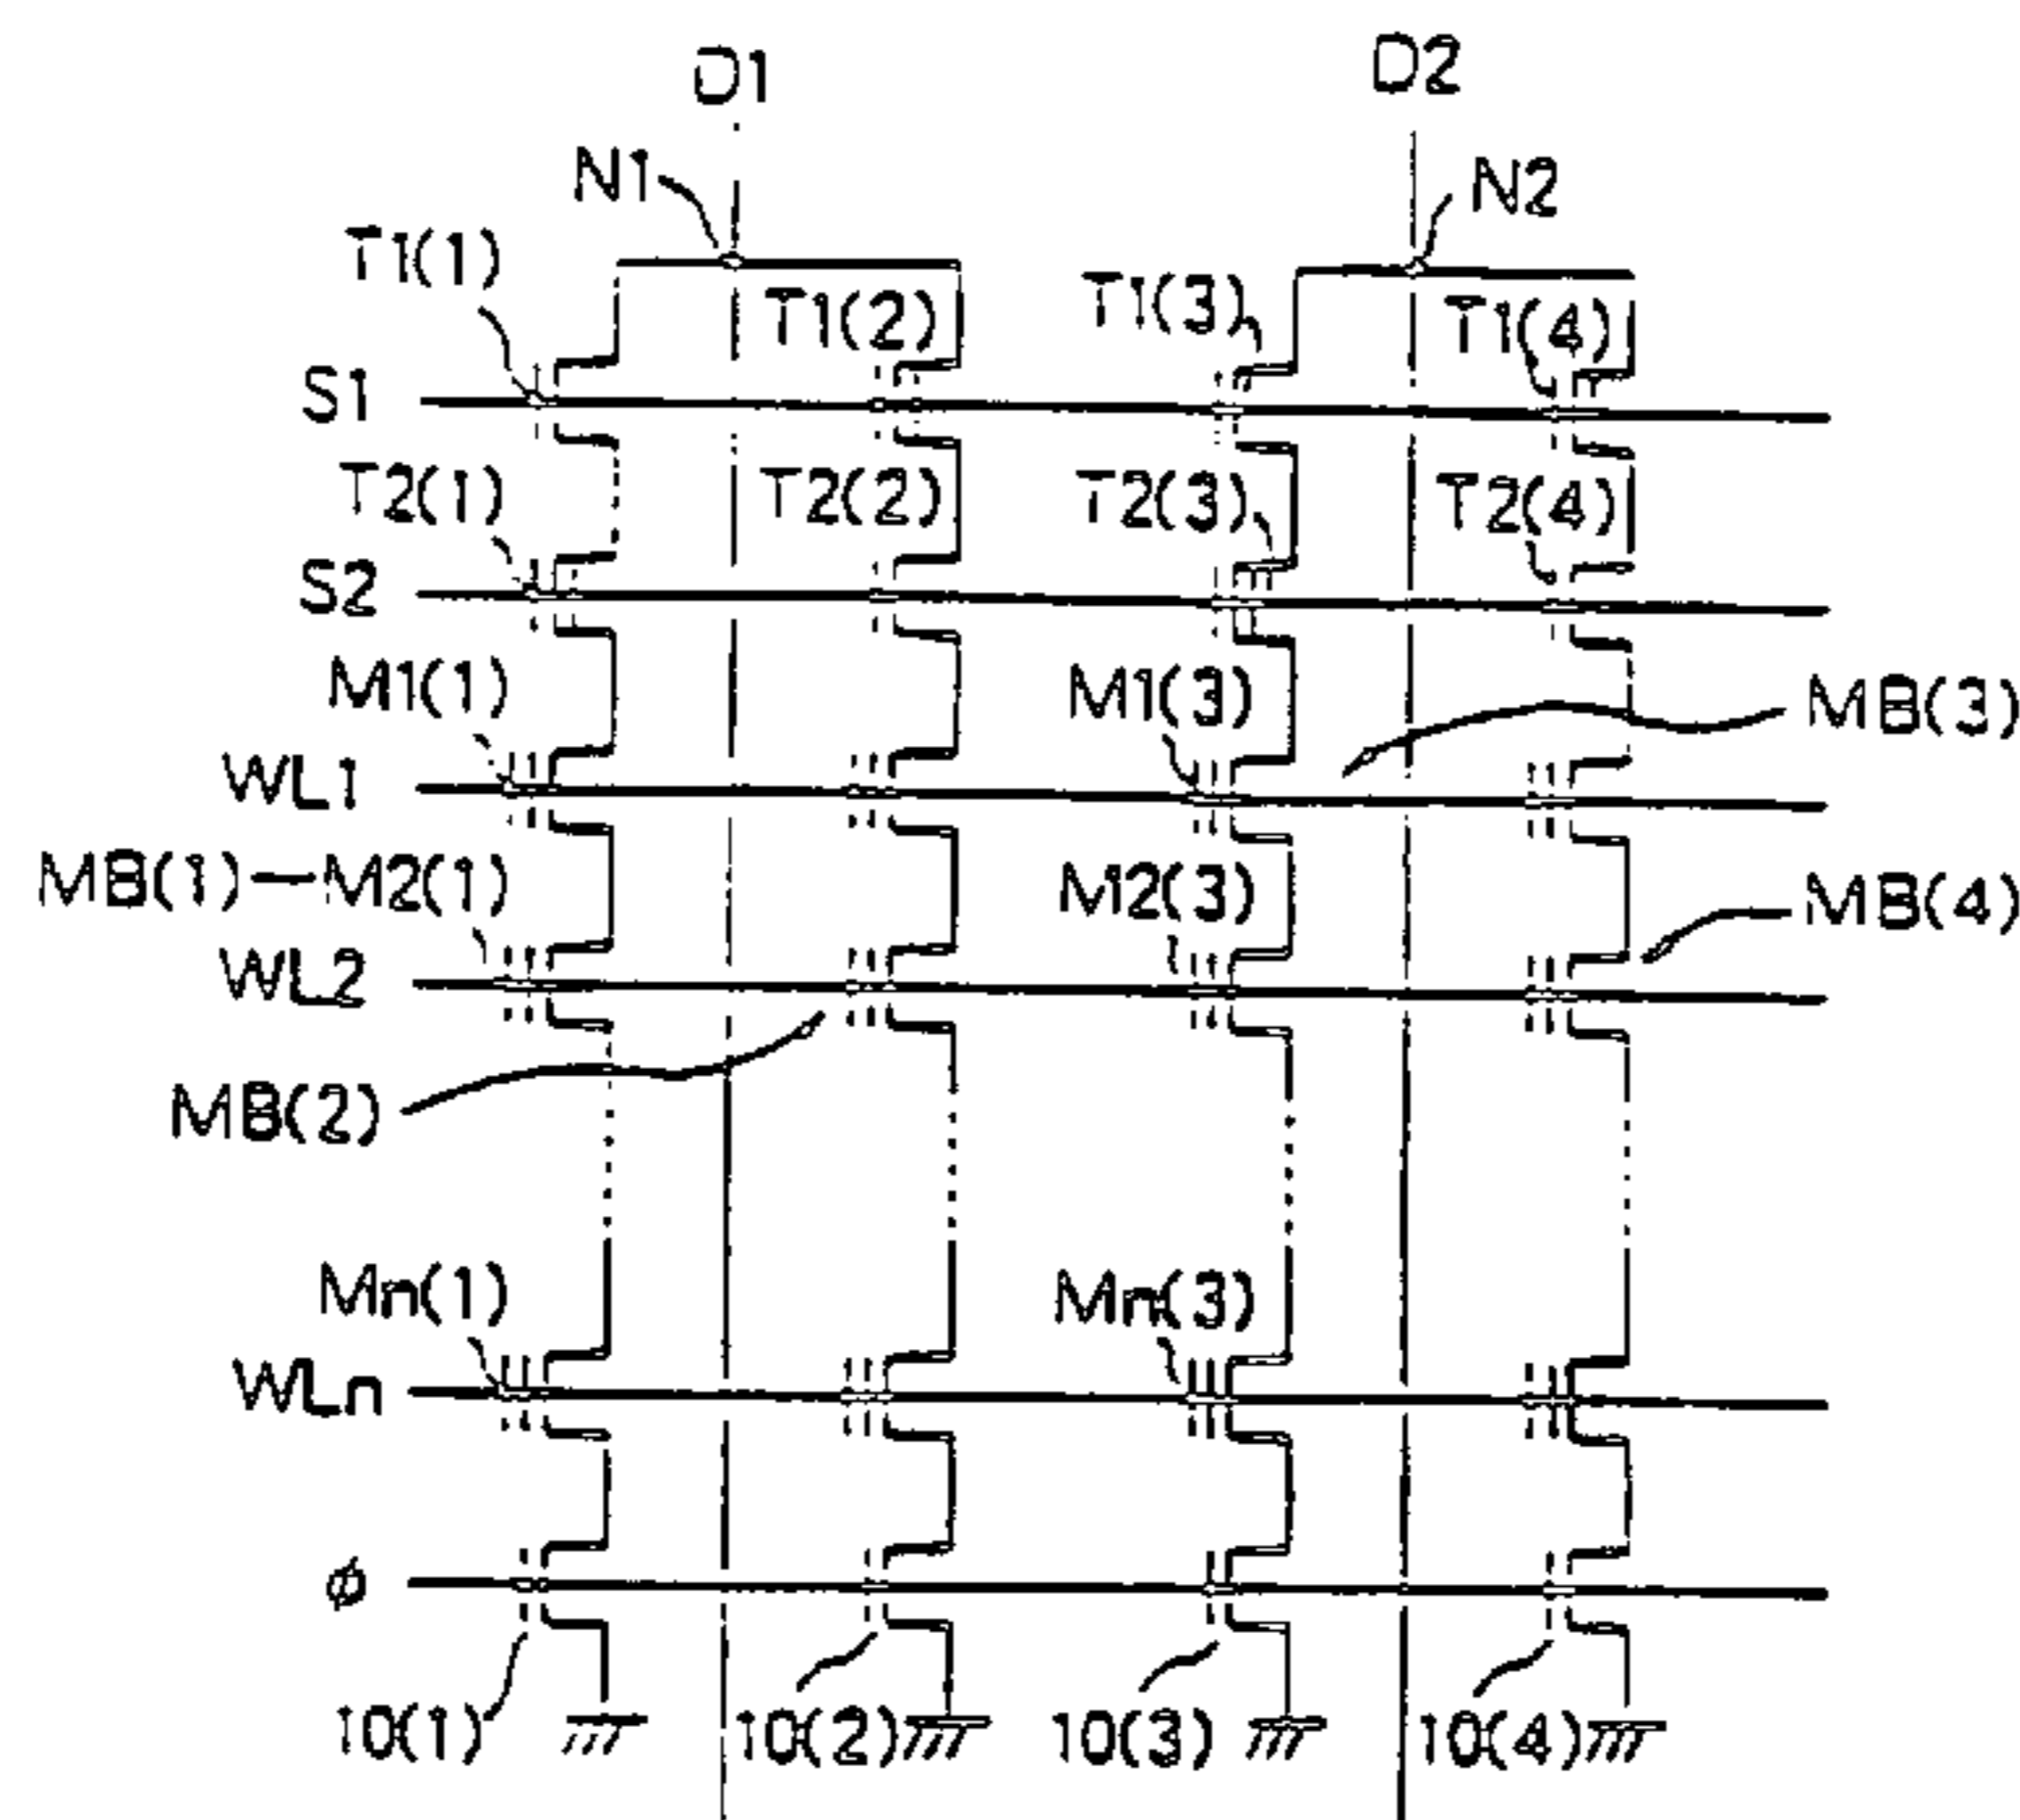 D1 D2
N1 N2
T1(1) T1(2) T1(3) T1(4)
S1
T2(1) T2(2) T2(3) T2(4)
S2
M1(1) M1(3) MB(3)
WL1
MB(1) M2(1) M2(3) MB(4)
WL2
MB(2)
Mn(1) Mn(3)
WLn
φ
10(1) 10(2) 10(3) 10(4)